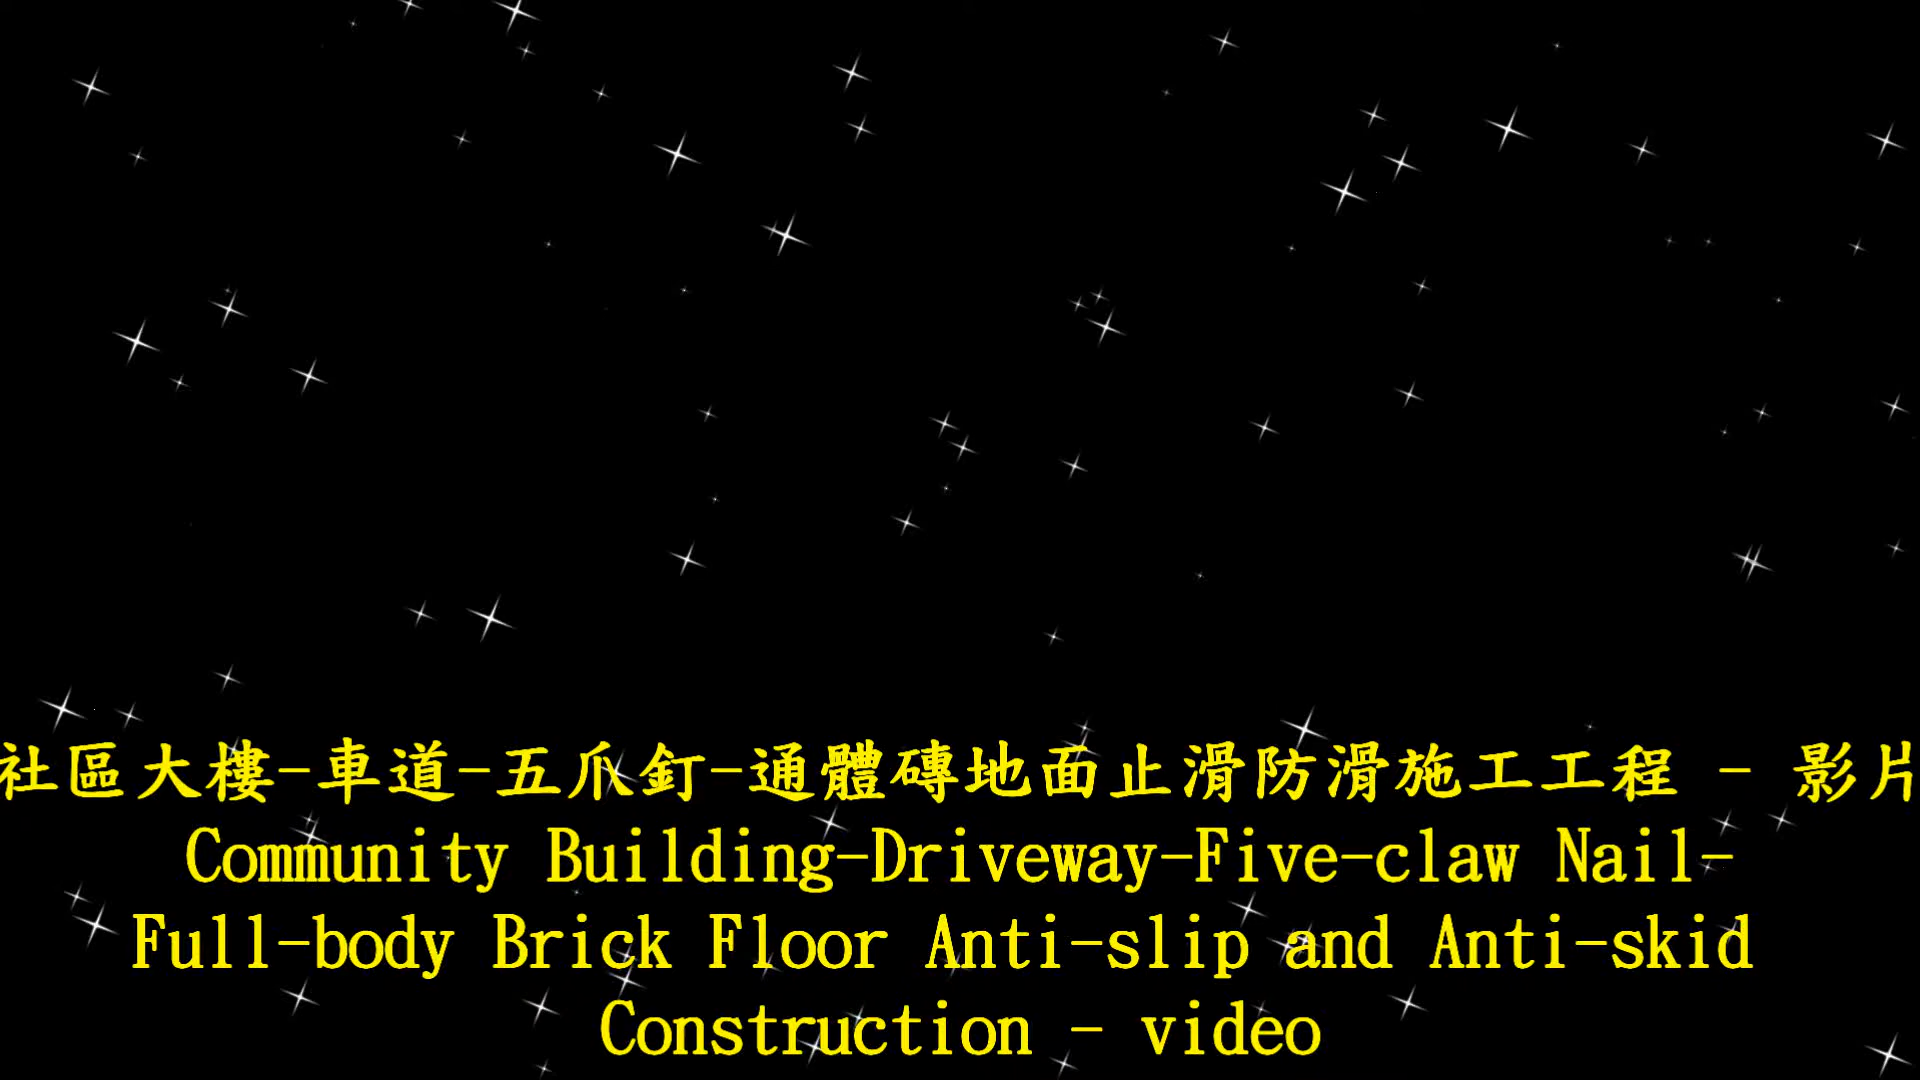 社區大樓-車道-五爪釘-通體磚地面止滑防滑施工工程 - 影片
Community Building-Driveway-Five-claw Nail-
Full-body Brick Floor Anti-slip and Anti-skid
Construction - video